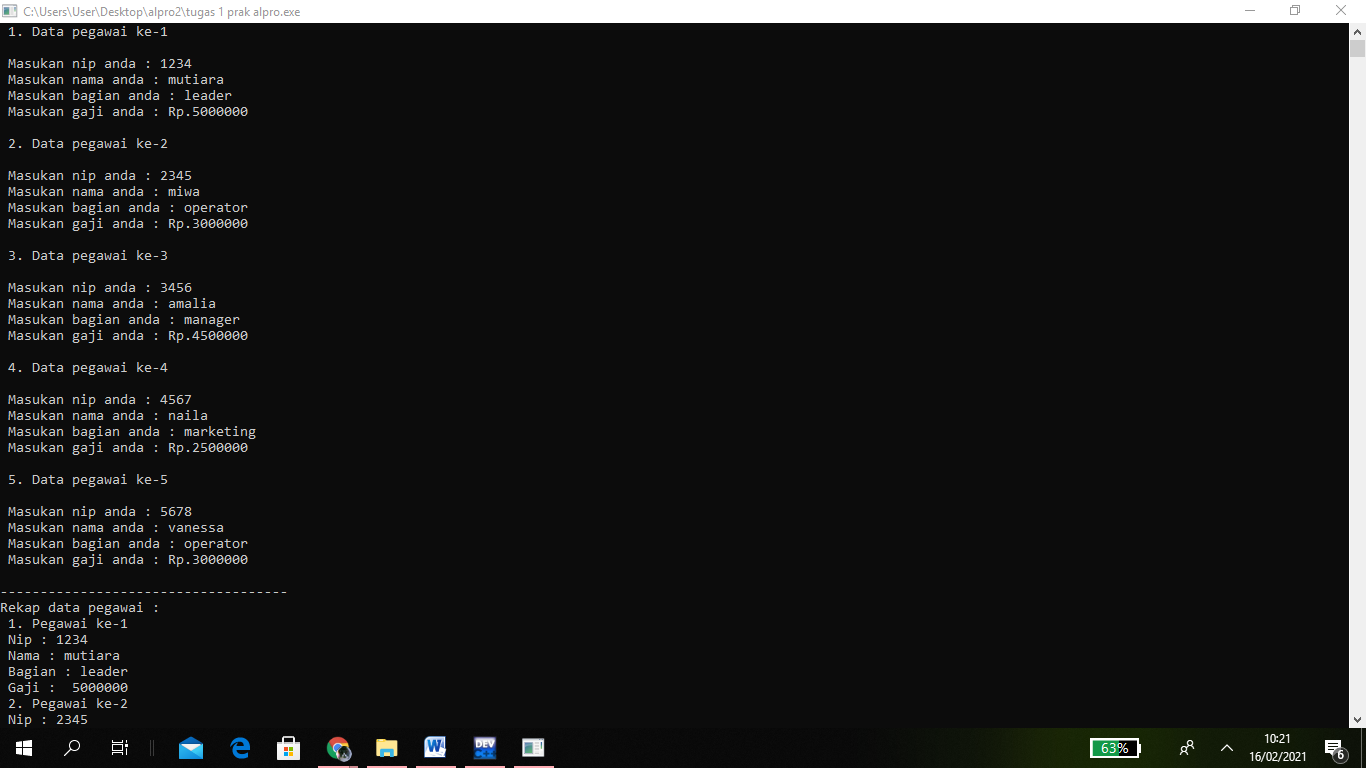 C:\Users\User\Desktop\alpro2\tugas 1 prak alpro.exe
1. Data pegawai ke-1
Masukan nip anda : 1234
Masukan nama anda : mutiara
Masukan bagian anda : leader
Masukan gaji anda : Rp.5000000
2. Data pegawai ke-2
Masukan nip anda : 2345
Masukan nama anda : miwa
Masukan bagian anda : operator
Masukan gaji anda : Rp.3000000
3. Data pegawai ke-3
Masukan nip anda : 3456
Masukan nama anda : amalia
Masukan bagian anda : manager
Masukan gaji anda : Rp.4500000
4. Data pegawai ke-4
Masukan nip anda : 4567
Masukan nama anda : naila
Masukan bagian anda : marketing
Masukan gaji anda : Rp.2500000
5. Data pegawai ke-5
Masukan nip anda : 5678
Masukan nama anda : vanessa
Masukan bagian anda : operator
Masukan gaji anda : Rp.3000000
------------------------------------
Rekap data pegawai :
1. Pegawai ke-1
Nip : 1234
Nama : mutiara
Bagian : leader
Gaji :  5000000
2. Pegawai ke-2
Nip : 2345
DEV
63%
10:21
16/02/2021
6